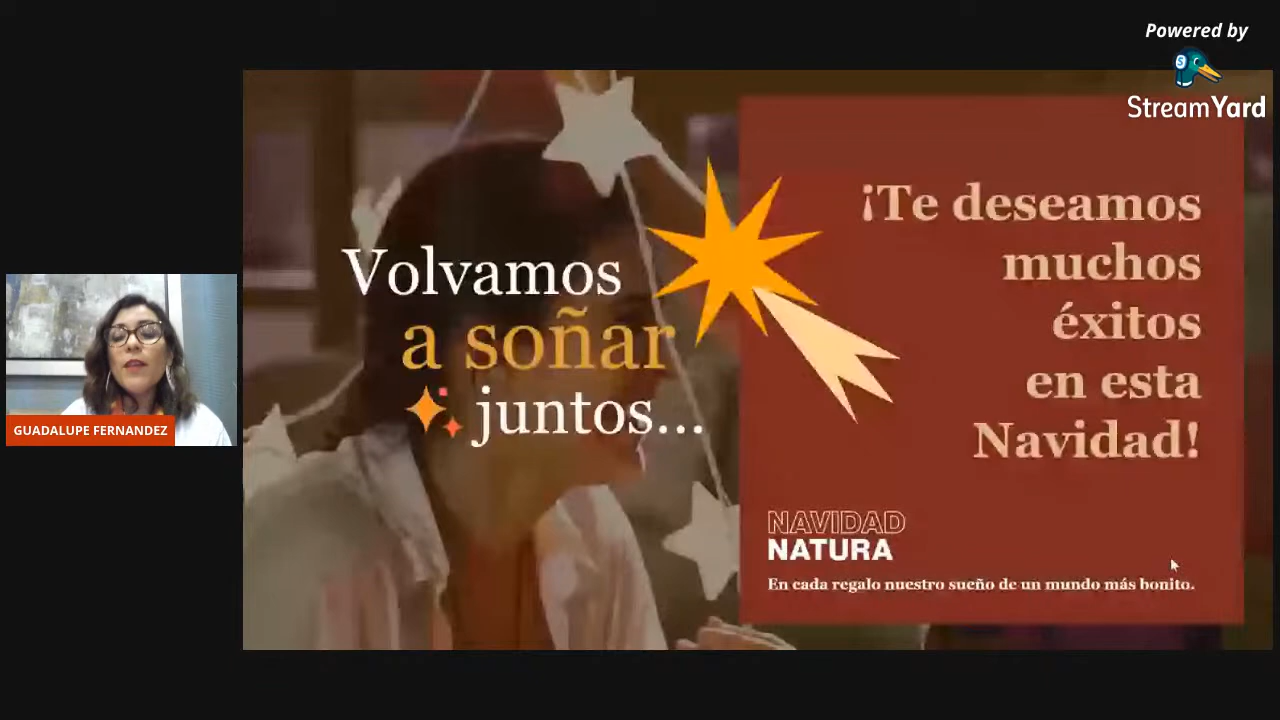 Powered by
StreamYard
Volvamos
a soñar
juntos...
¡Te deseamos
muchos
éxitos
en esta
Navidad!
NAVIDAD
NATURA
En cada regalo nuestro sueño de un mundo más bonito.
GUADALUPE FERNANDEZ